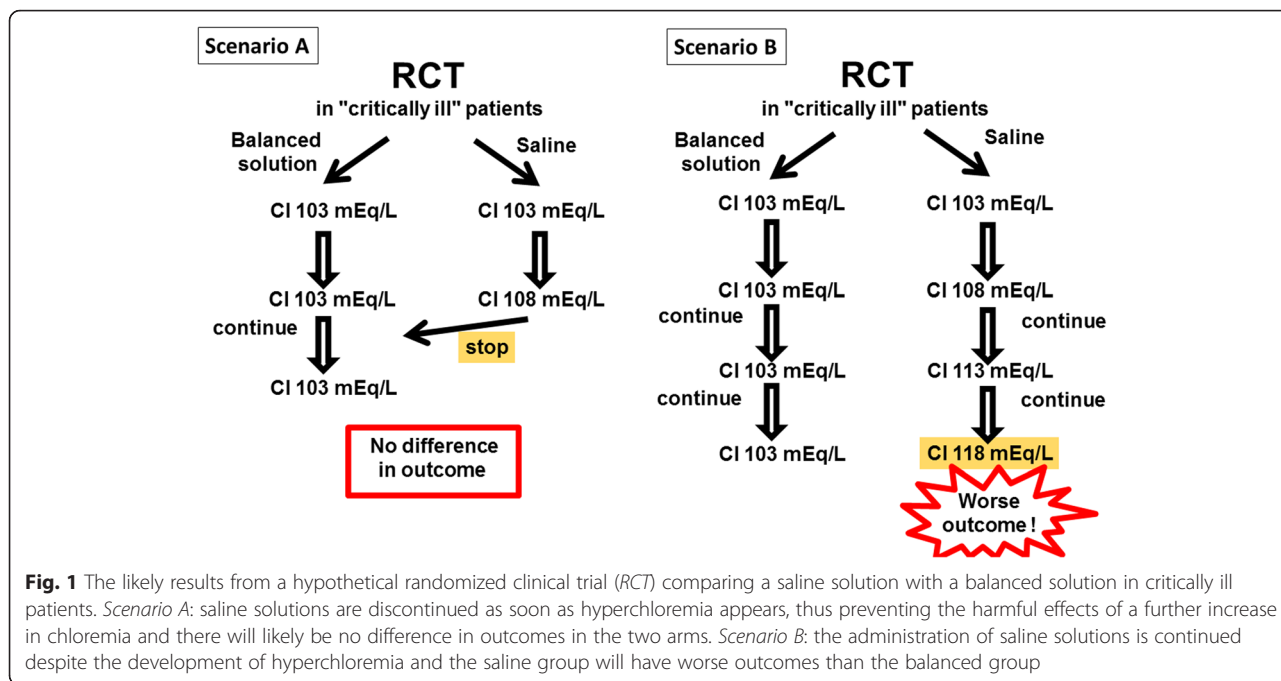 Scenario A
RCT
in "critically ill" patients
Balanced
solution
Saline
Cl 103 mEq/L
Cl 103 mEq/L
Cl 103 mEq/L
Cl 108 mEq/L
continue
stop
Cl 103 mEq/L
No difference
in outcome
Scenario B
RCT
in "critically ill" patients
Balanced
solution
Saline
Cl 103 mEq/L
Cl 103 mEq/L
Cl 103 mEq/L
Cl 108 mEq/L
continue
continue
Cl 103 mEq/L
Cl 113 mEq/L
continue
continue
Cl 103 mEq/L
Cl 118 mEq/L
Worse
outcome !
Fig. 1 The likely results from a hypothetical randomized clinical trial (RCT) comparing a saline solution with a balanced solution in critically ill
patients. Scenario A: saline solutions are discontinued as soon as hyperchloremia appears, thus preventing the harmful effects of a further increase
in chloremia and there will likely be no difference in outcomes in the two arms. Scenario B: the administration of saline solutions is continued
despite the development of hyperchloremia and the saline group will have worse outcomes than the balanced group